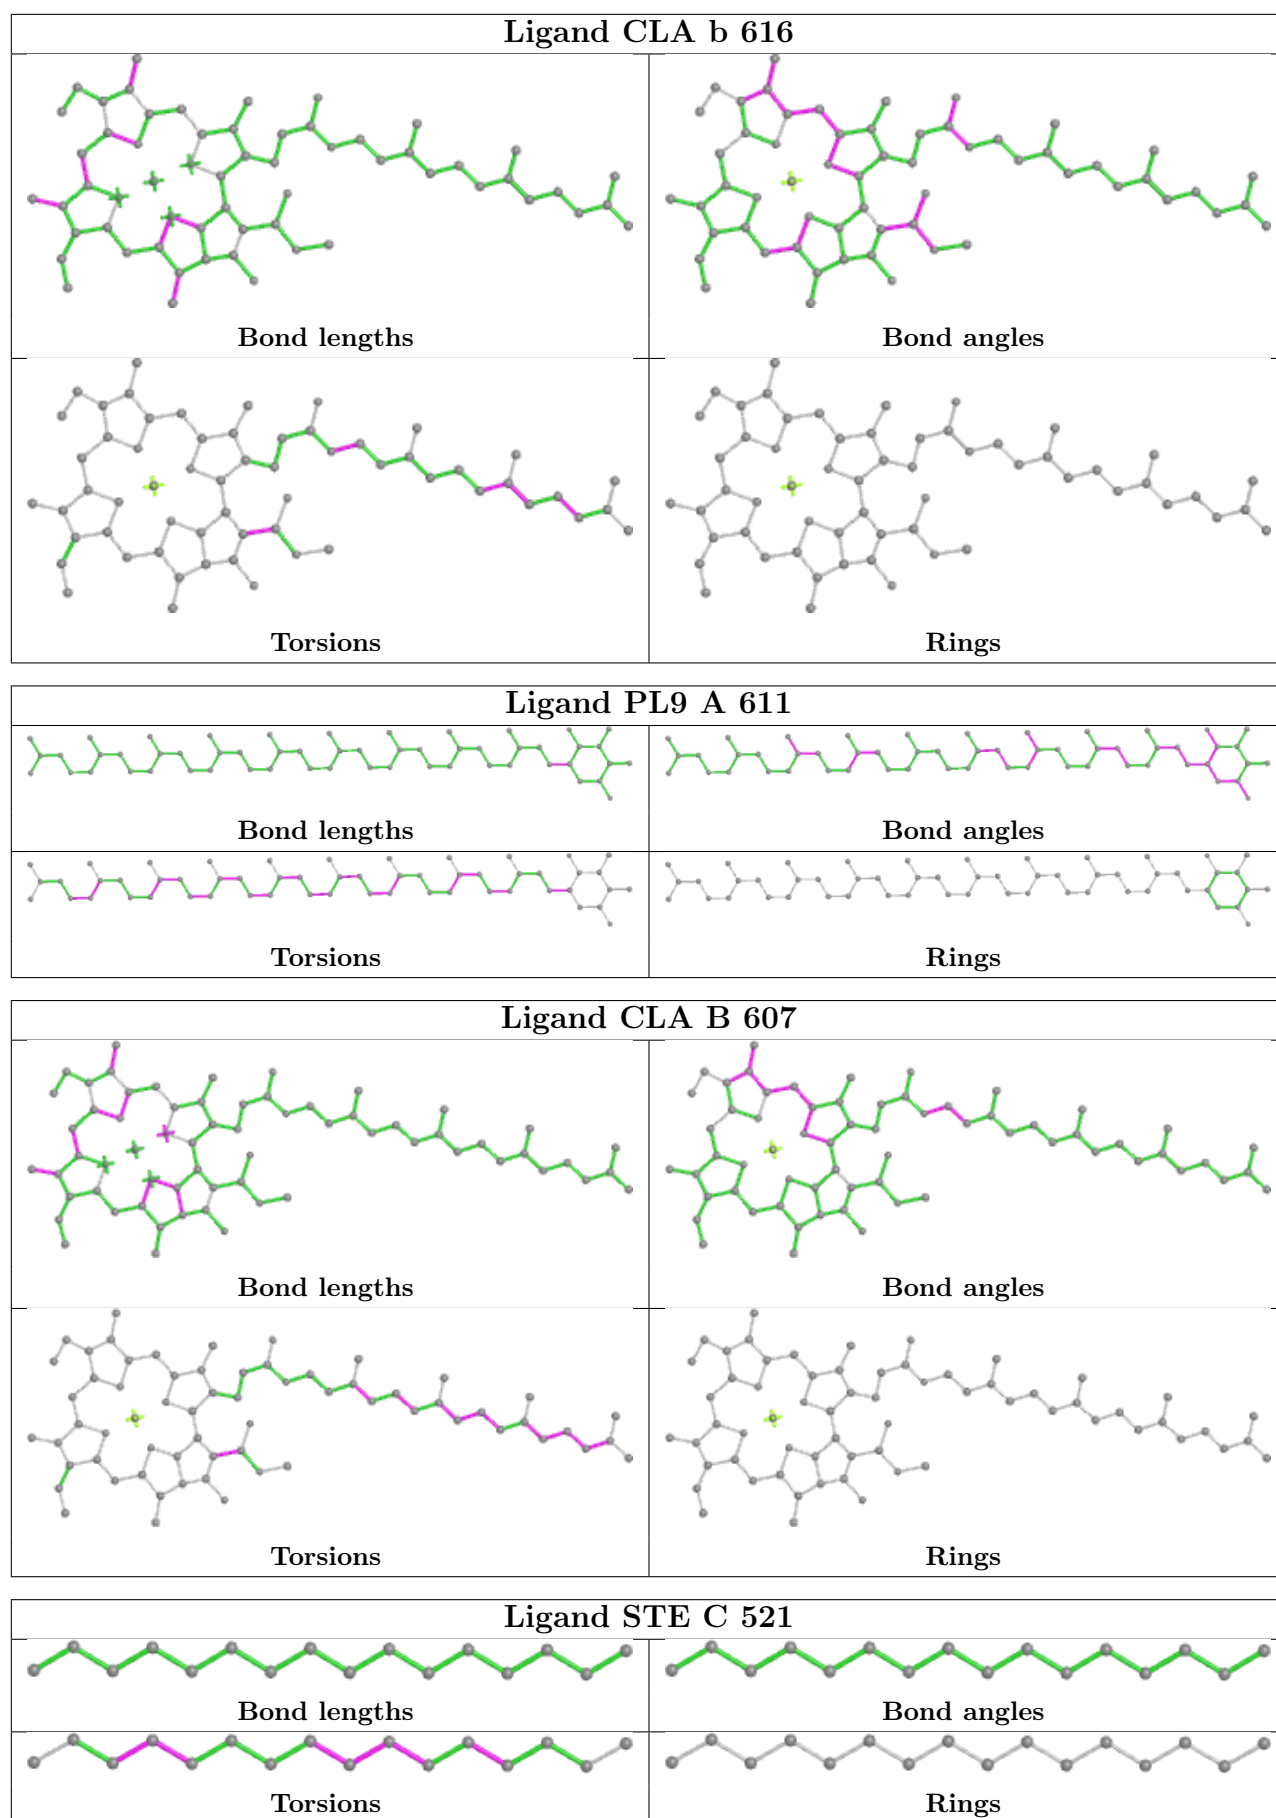 Ligand CLA b 616
Bond lengths
Bond angles
Torsions
Rings
Ligand PL9 A 611
Bond lengths
Bond angles
Torsions
Rings
Ligand CLA B 607
Bond lengths
Bond angles
Torsions
Rings
Ligand STE C 521
Bond lengths
Bond angles
Torsions
Rings